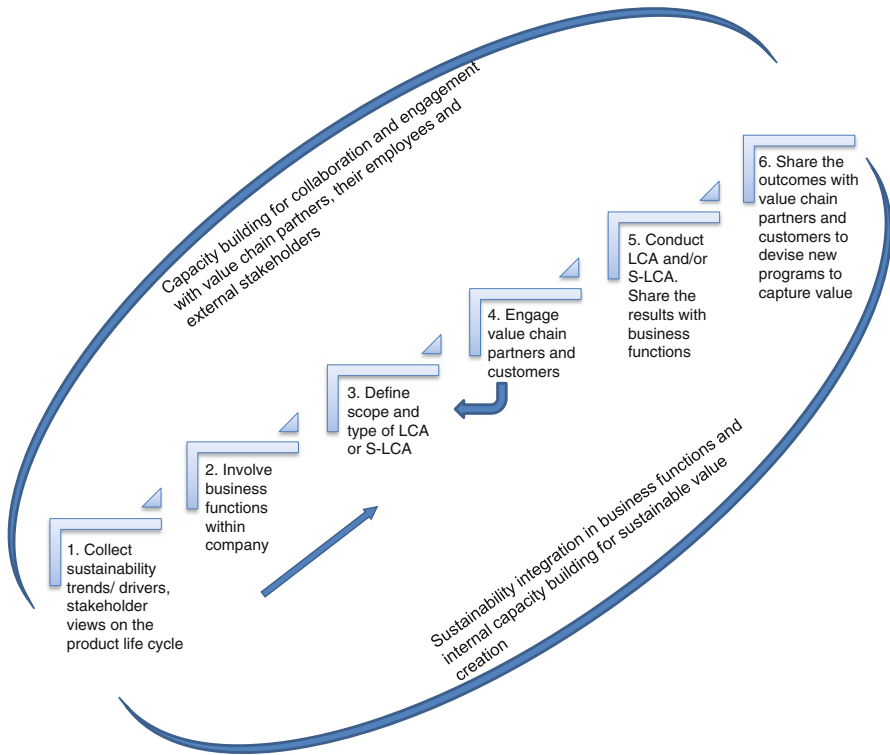 Capacity building for collaboration and engagement
with value chain partners, their employees and
external stakeholders
1. Collect
sustainability
trends/ drivers,
stakeholder
views on the
product life cycle
2. Involve
business
functions
within
company
3. Define
scope and
type of LCA
or S-LCA
4. Engage
value chain
partners and
customers
5. Conduct
LCA and/or
S-LCA.
Share the
results with
business
functions
6. Share the
outcomes with
value chain
partners and
customers to
devise new
programs to
capture value
Sustainability integration in business functions and
internal capacity building for sustainable value
creation